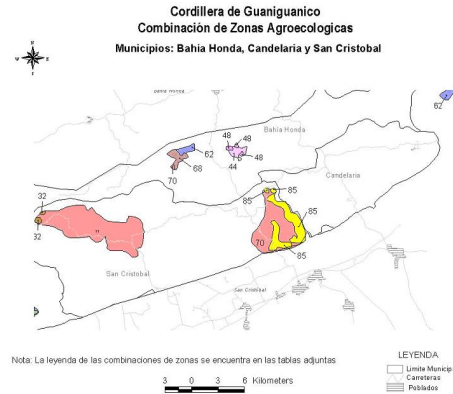 Cordillera de Guaniguanico
Combinación de Zonas Agroecologicas
Municipios: Bahia Honda, Candelaria y San Cristobal
N
W E
S
Bahia Honda
62
48
Bahia Honda
62
48
68
44
70
Candelaria
32
85
85
85
32
11
70
85
San Cristobal
San Cristobal
Nota: La leyenda de las combinaciones de zonas se encuentra en las tablas adjuntas
LEYENDA
Limite Municip
Carreteras
Poblados
3 0 3 6 Kilometers